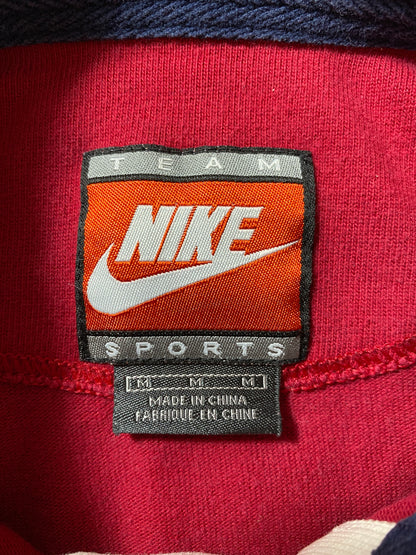 TEAM
NIKE
SPORTS
M M M
MADE IN CHINA
FABRIQUE EN CHINE